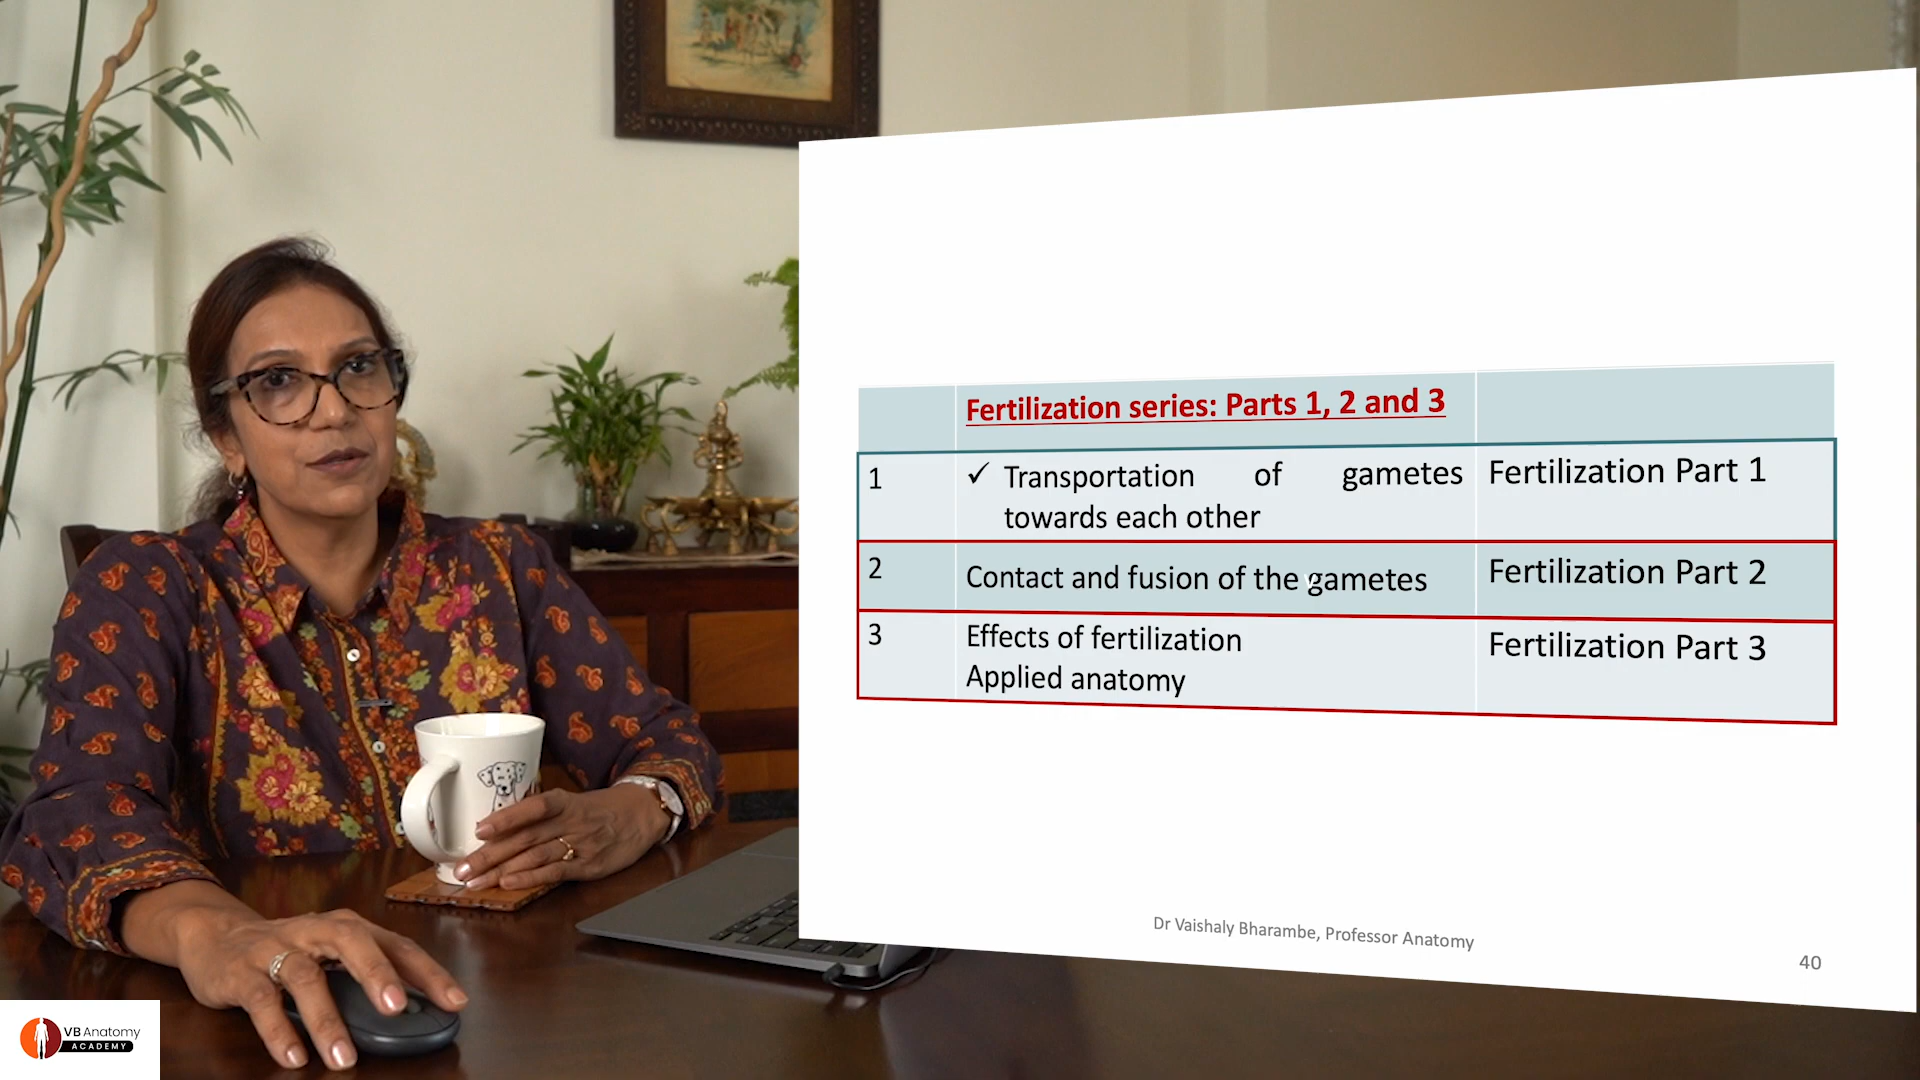 Fertilization series: Parts 1, 2 and 3
1
✓ Transportation of gametes
towards each other
Fertilization Part 1
2
Contact and fusion of the gametes
Fertilization Part 2
3
Effects of fertilization
Applied anatomy
Fertilization Part 3
Dr Vaishaly Bharambe, Professor Anatomy
40
VB Anatomy
ACADEMY